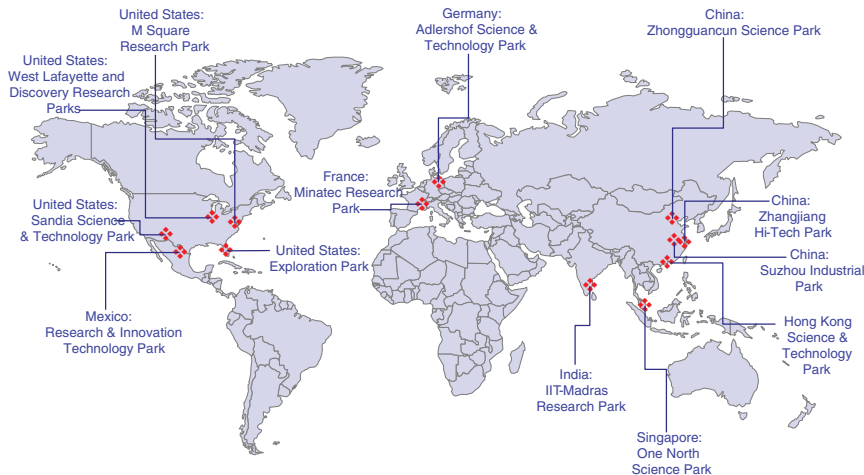 United States:
M Square
Research Park
Germany:
Adlershof Science &
Technology Park
China:
Zhongguancun Science Park
United States:
West Lafayette and
Discovery Research
Parks
France:
Minatec Research
Park
United States:
Sandia Science
& Technology Park
China:
Zhangjiang
Hi-Tech Park
United States:
Exploration Park
China:
Suzhou Industrial
Park
Mexico:
Research & Innovation
Technology Park
Hong Kong
Science &
Technology
Park
India:
IIT-Madras
Research Park
Singapore:
One North
Science Park